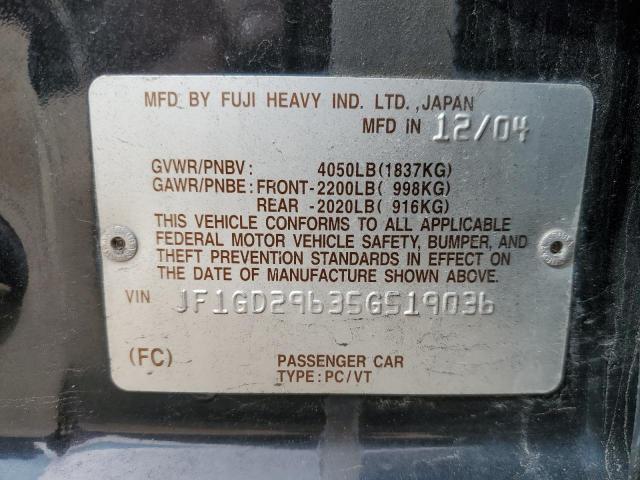 MFD BY FUJI HEAVY IND. LTD. ,JAPAN
MFD IN 12/04
GVWR/PNBV : 4050LB(1837KG)
GAWR/PNBE : FRONT-2200LB( 998KG)
REAR -2020LB( 916KG)
THIS VEHICLE CONFORMS TO ALL APPLICABLE
FEDERAL MOTOR VEHICLE SAFETY, BUMPER, AND
THEFT PREVENTION STANDARDS IN EFFECT ON
THE DATE OF MANUFACTURE SHOWN ABOVE.
VIN JF1GD29635G519036
(FC) PASSENGER CAR
TYPE : PC/VT